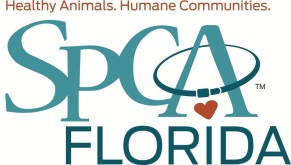 Healthy Animals. Humane Communities.
SPCA™
FLORIDA